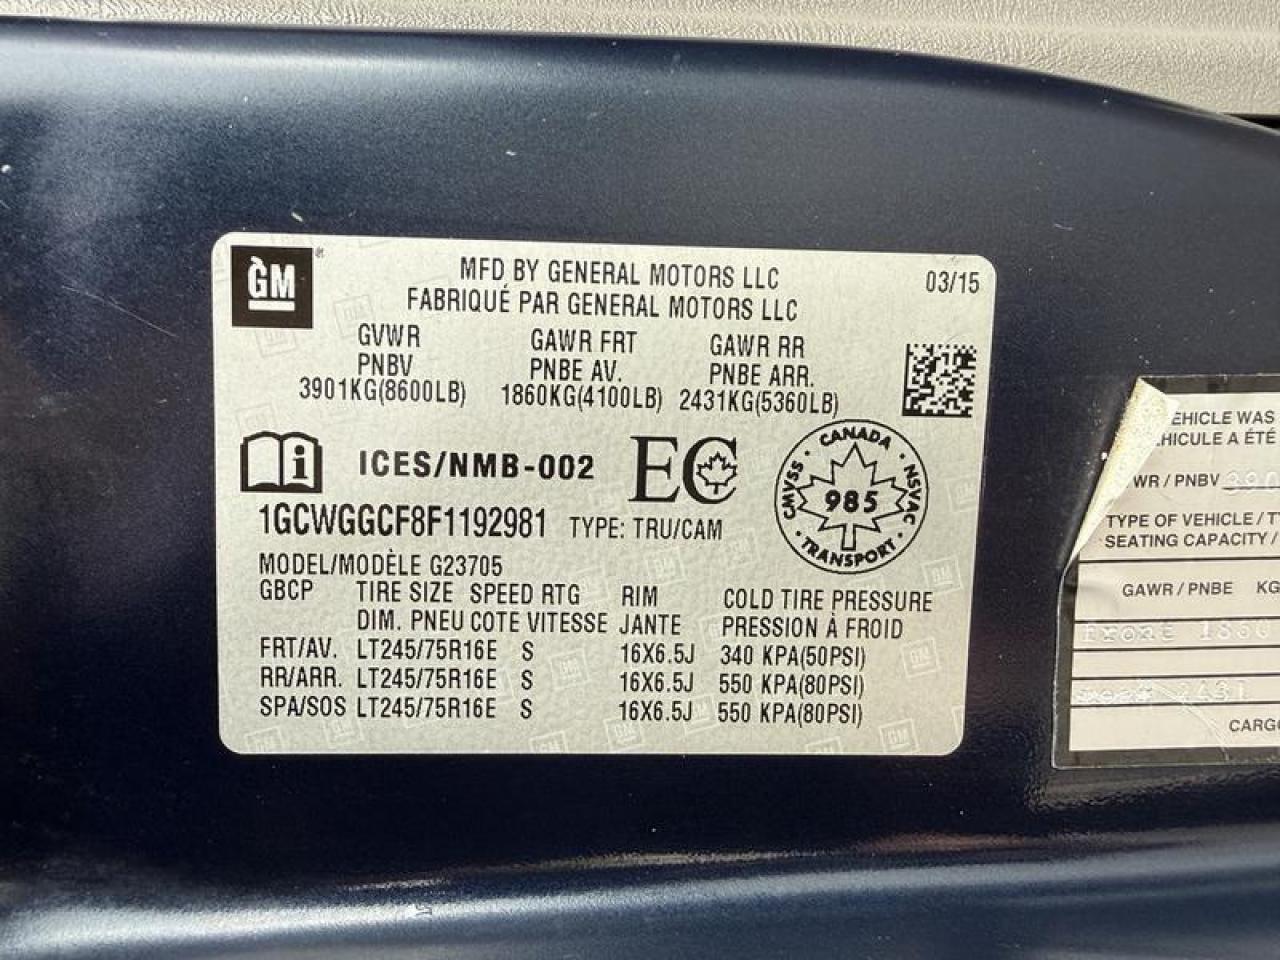 GM
MFD BY GENERAL MOTORS LLC
03/15
FABRIQUÉ PAR GENERAL MOTORS LLC
GVWR GAWR FRT GAWR RR
PNBV PNBE AV. PNBE ARR.
3901KG(8600LB) 1860KG(4100LB) 2431KG(5360LB)
i ICES/NMB-002 EC
CANADA
CMVSS 985 NSVAC
TRANSPORT
1GCWGGCF8F1192981 TYPE: TRU/CAM
MODEL/MODÈLE G23705
GBCP TIRE SIZE SPEED RTG RIM COLD TIRE PRESSURE
DIM. PNEU COTE VITESSE JANTE PRESSION À FROID
FRT/AV. LT245/75R16E S 16X6.5J 340 KPA(50PSI)
RR/ARR. LT245/75R16E S 16X6.5J 550 KPA(80PSI)
SPA/SOS LT245/75R16E S 16X6.5J 550 KPA(80PSI)
EHICLE WAS
HICULE A ÉTÉ
WR / PNBV
TYPE OF VEHICLE / T
SEATING CAPACITY /
GAWR / PNBE KG
front 1860
2431
CARGO